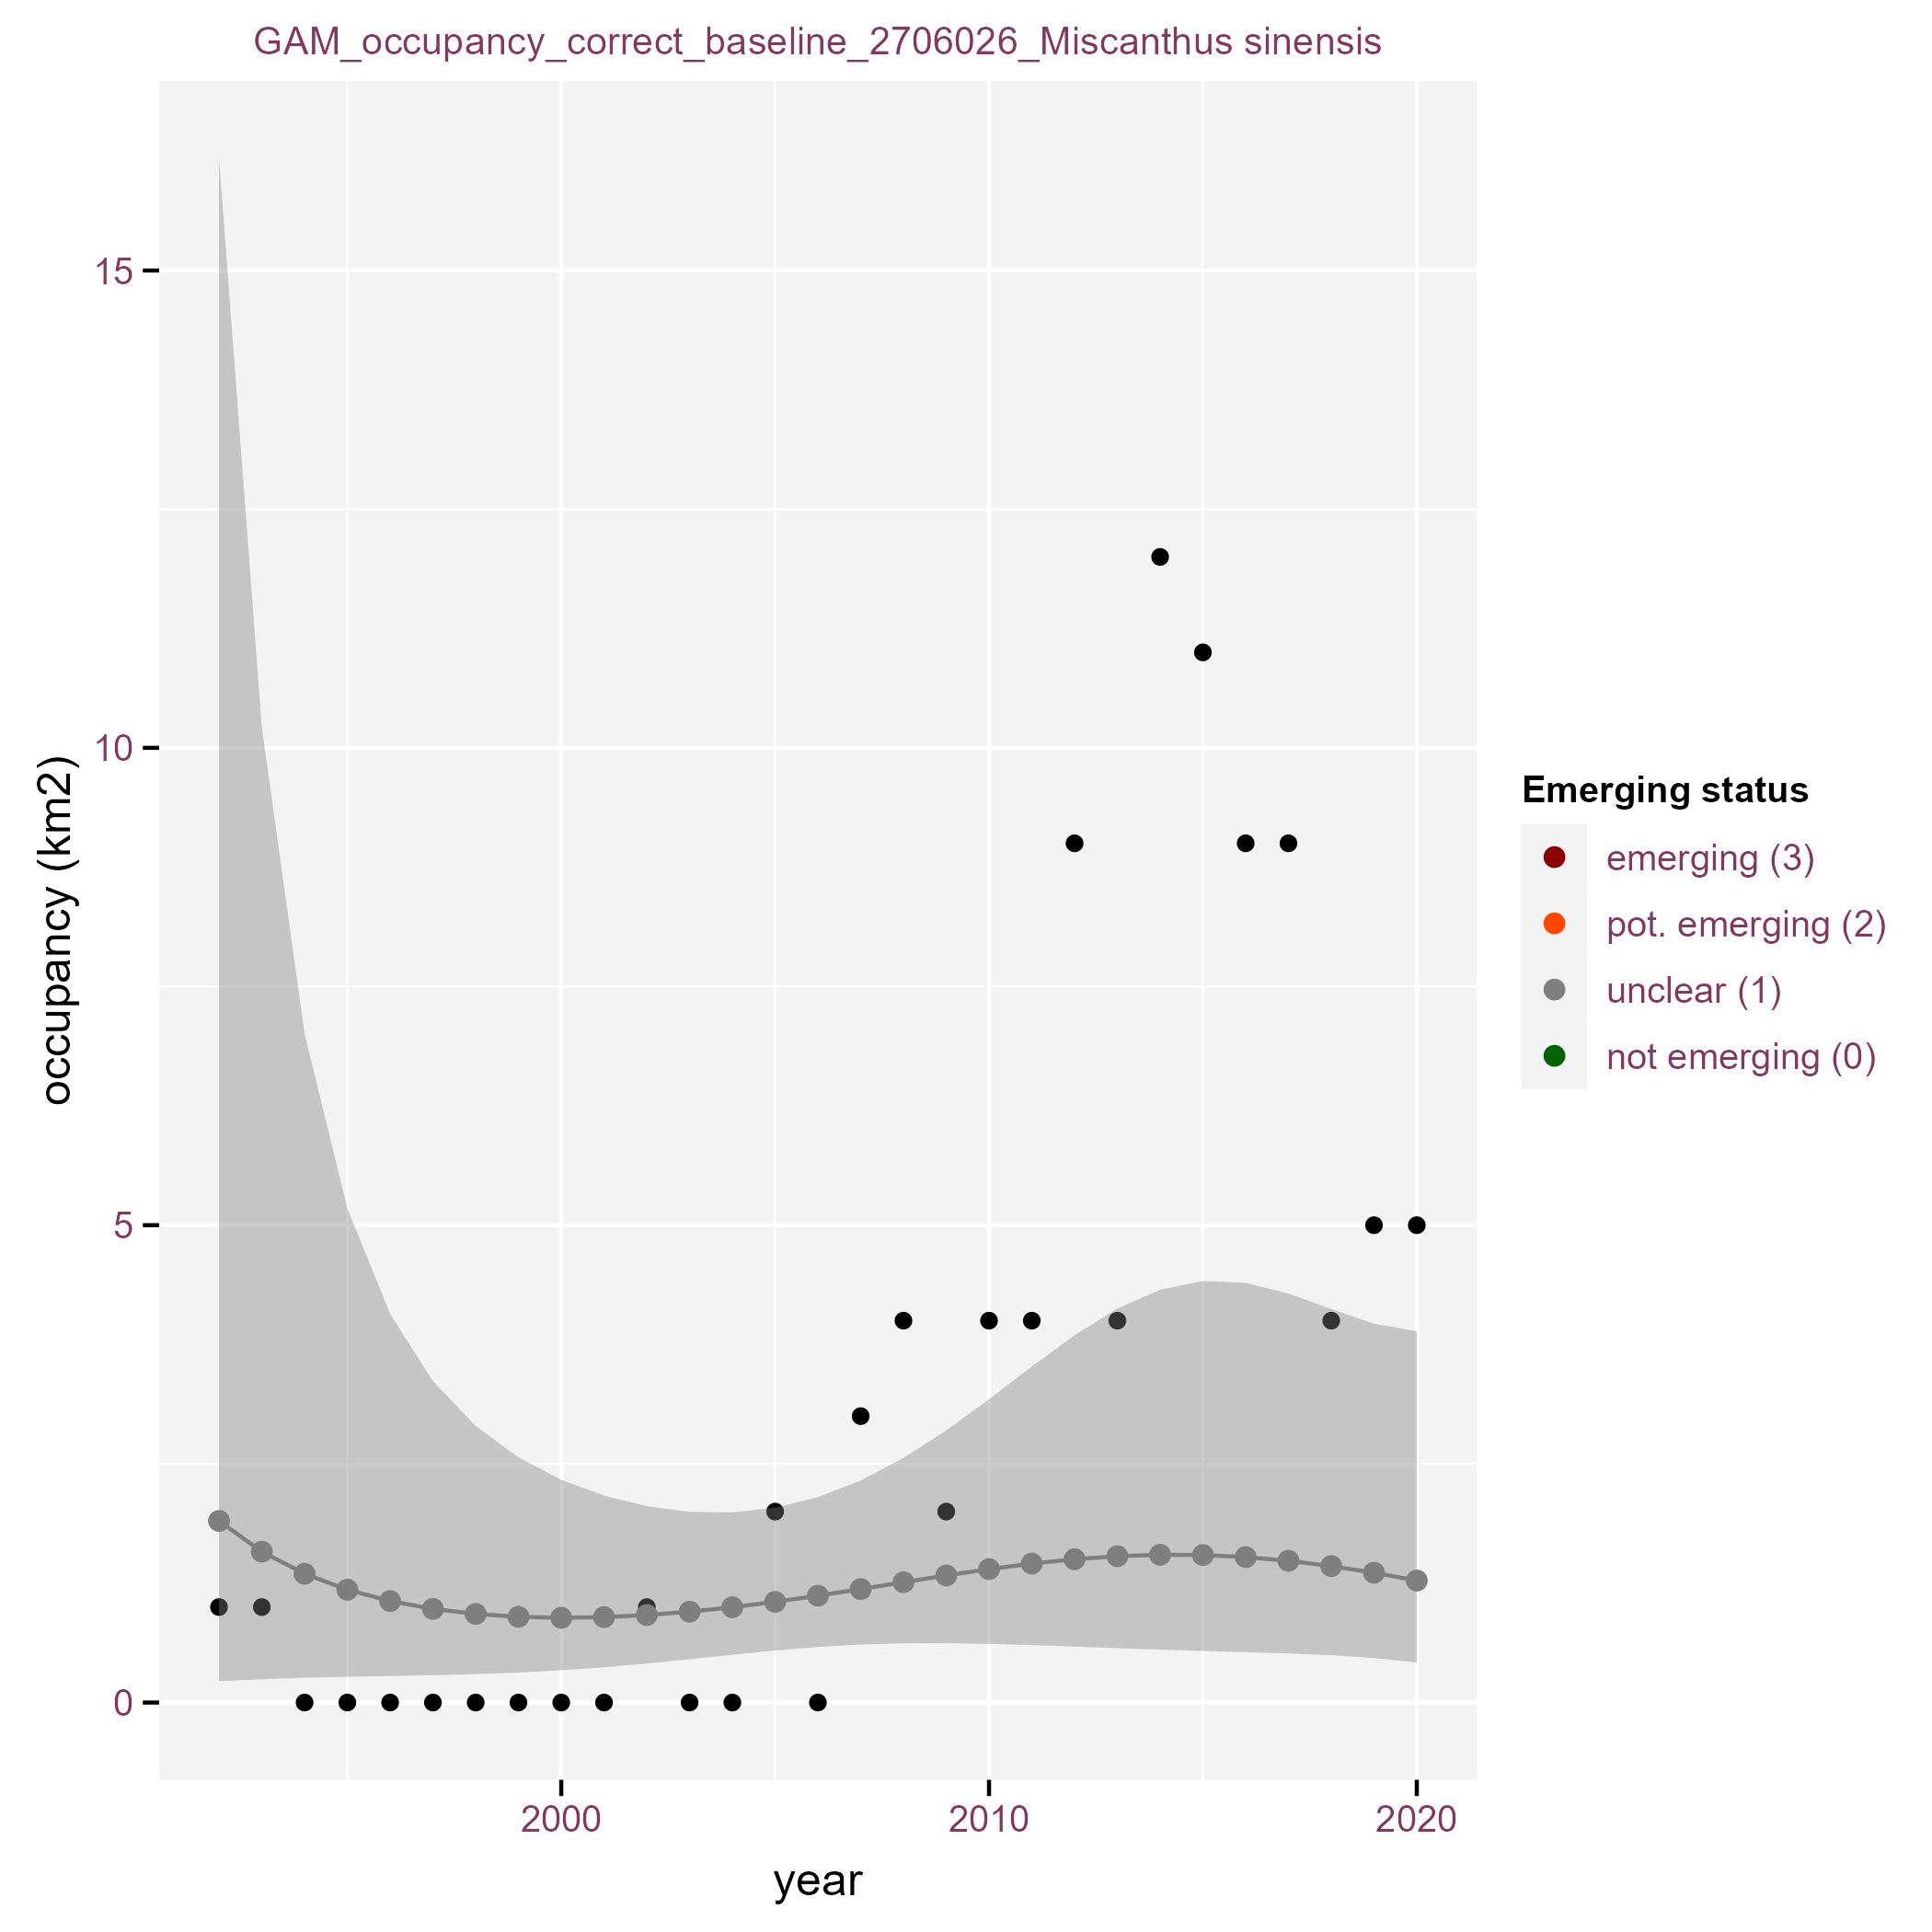 GAM_occupancy_correct_baseline_2706026_Miscanthus sinensis
15
10
5
0
occupancy (km2)
2000
2010
2020
year
Emerging status
emerging (3)
pot. emerging (2)
unclear (1)
not emerging (0)